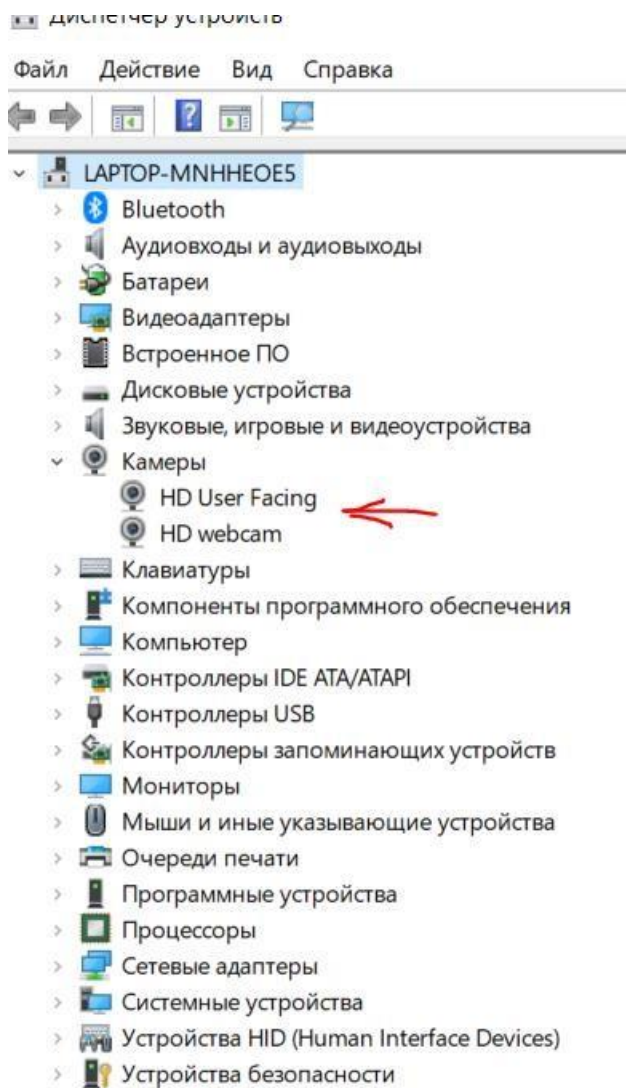 Диспетчер устройств
Файл Действие Вид Справка
LAPTOP-MNHHEOE5
Bluetooth
Аудиовходы и аудиовыходы
Батареи
Видеоадаптеры
Встроенное ПО
Дисковые устройства
Звуковые, игровые и видеоустройства
Камеры
HD User Facing
HD webcam
Клавиатуры
Компоненты программного обеспечения
Компьютер
Контроллеры IDE ATA/ATAPI
Контроллеры USB
Контроллеры запоминающих устройств
Мониторы
Мыши и иные указывающие устройства
Очереди печати
Программные устройства
Процессоры
Сетевые адаптеры
Системные устройства
Устройства HID (Human Interface Devices)
Устройства безопасности